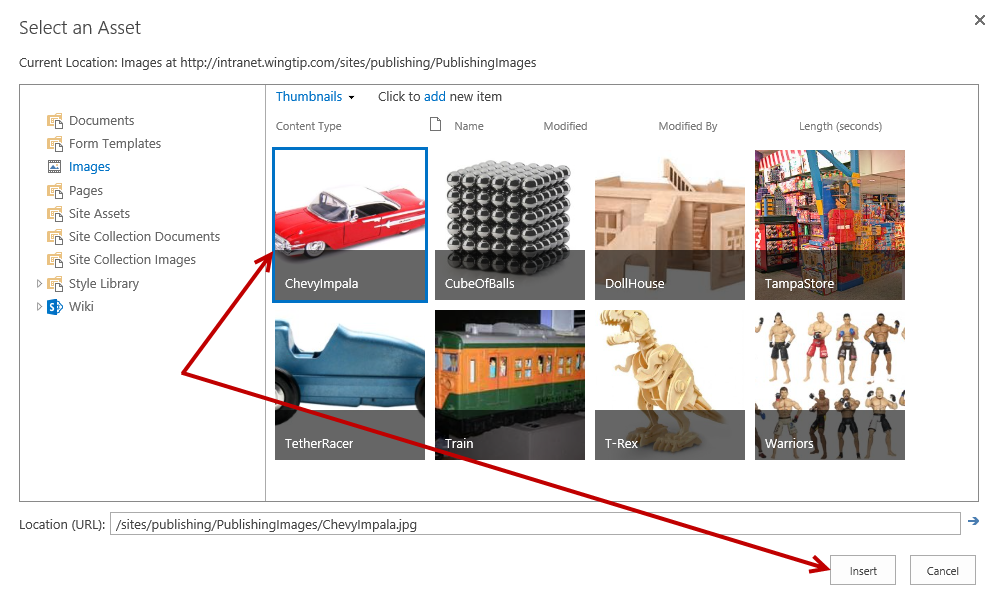 Select an Asset
Current Location: Images at http://intranet.wingtip.com/sites/publishing/PublishingImages
Thumbnails Click to add new item
Content Type Name Modified Modified By Length (seconds)
Documents
Form Templates
Images
Pages
Site Assets
Site Collection Documents
Site Collection Images
Style Library
Wiki
ChevyImpala
CubeOfBalls
DollHouse
TampaStore
TetherRacer
Train
T-Rex
Warriors
Location (URL): /sites/publishing/PublishingImages/ChevyImpala.jpg
Insert Cancel